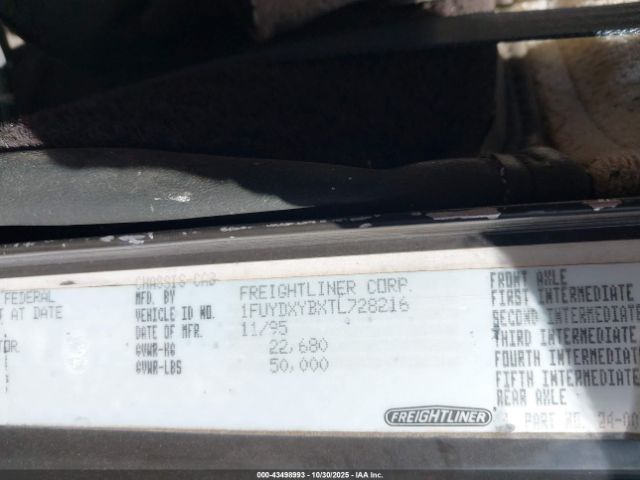 CHASSIS-CAB
FEDERAL
T AT DATE
TOR
MFD. BY FREIGHTLINER CORP.
VEHICLE ID NO. 1FUYDXYBXTL728216
DATE OF MFR. 11/95
GVWR-KG 22,680
GVWR-LBS 50,000
FRONT AXLE
FIRST INTERMEDIATE
SECOND INTERMEDIATE
THIRD INTERMEDIATE
FOURTH INTERMEDIATE
FIFTH INTERMEDIATE
REAR AXLE
PART NO. 24-00
FREIGHTLINER
000-43498993 | 10/30/2025 - IAA Inc.